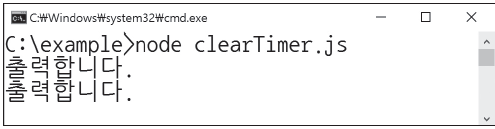 C:₩Windows₩system32₩cmd.exe
C:\example>node clearTimer.js
출력합니다.
출력합니다.